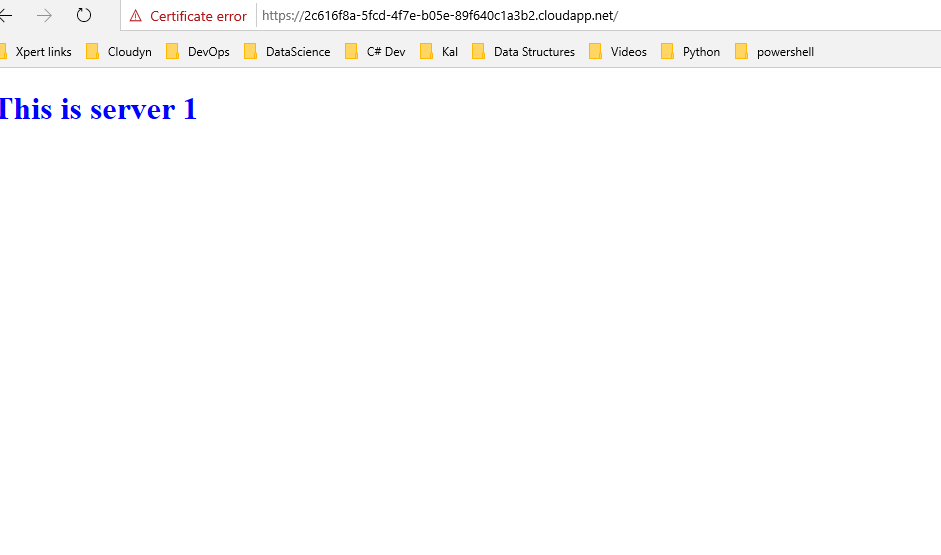 Certificate error https://2c616f8a-5fcd-4f7e-b05e-89f640c1a3b2.cloudapp.net/
Xpert links Cloudyn DevOps DataScience C# Dev Kal Data Structures Videos Python powershell
This is server 1